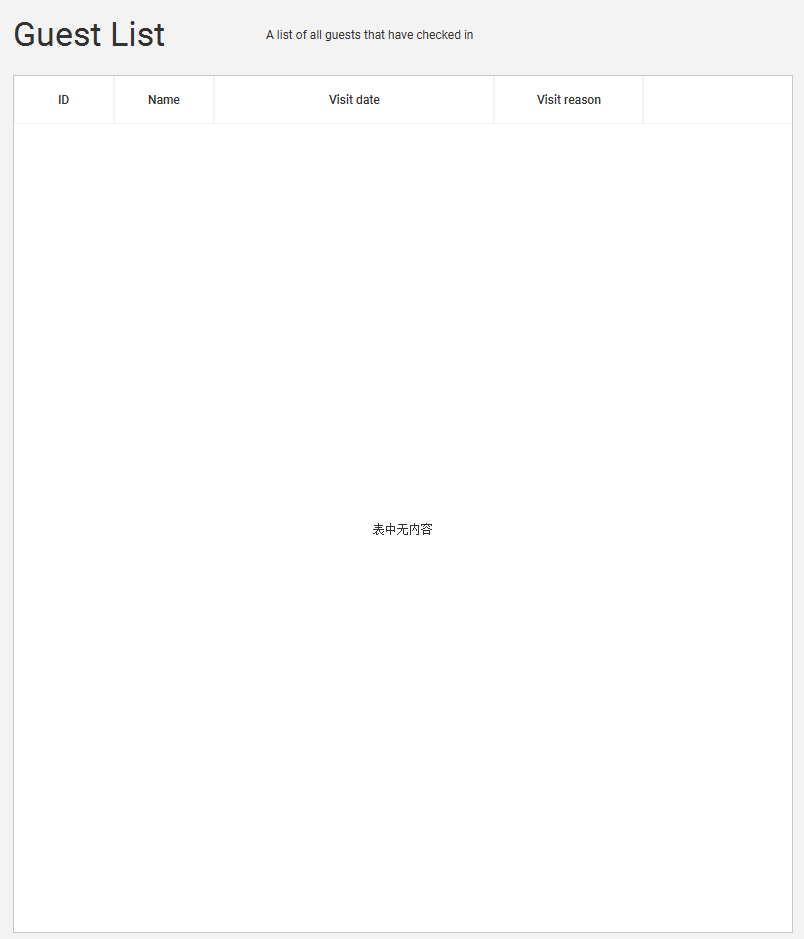 Guest List
A list of all guests that have checked in
ID Name Visit date Visit reason
表中无内容